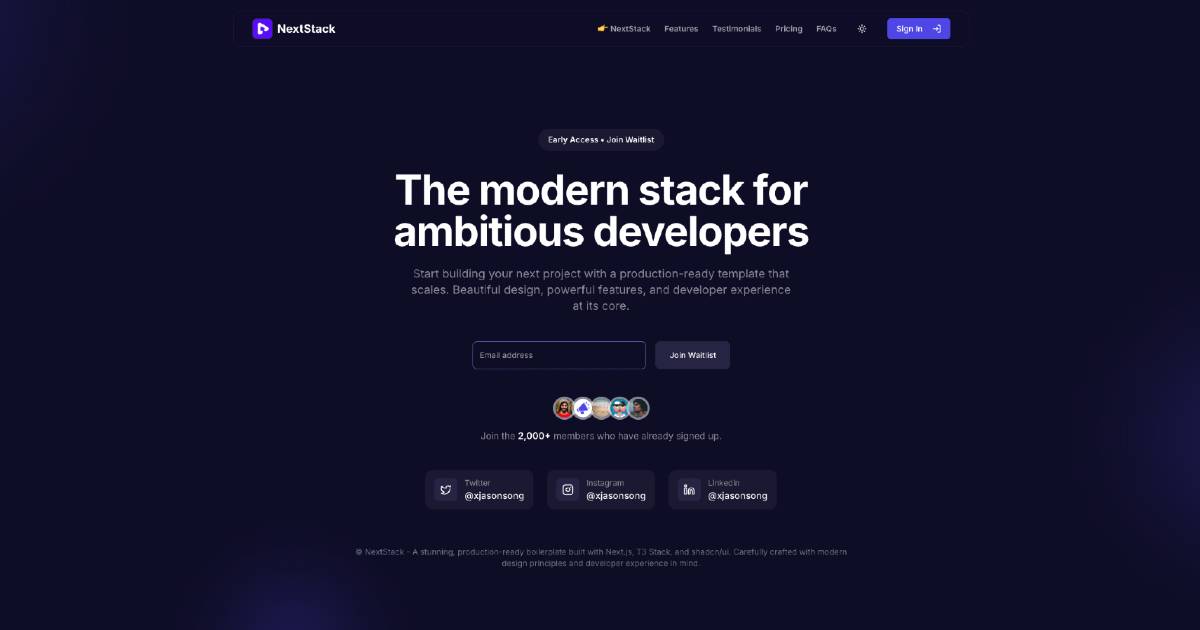 NextStack
👉 NextStack Features Testimonials Pricing FAQs Sign In
Early Access • Join Waitlist
The modern stack for
ambitious developers
Start building your next project with a production-ready template that
scales. Beautiful design, powerful features, and developer experience
at its core.
Email address Join Waitlist
Join the 2,000+ members who have already signed up.
Twitter
@xjasonsong
Instagram
@xjasonsong
Linkedin
@xjasonsong
© NextStack - A stunning, production-ready boilerplate built with Next.js, T3 Stack, and shadcn/ui. Carefully crafted with modern
design principles and developer experience in mind.